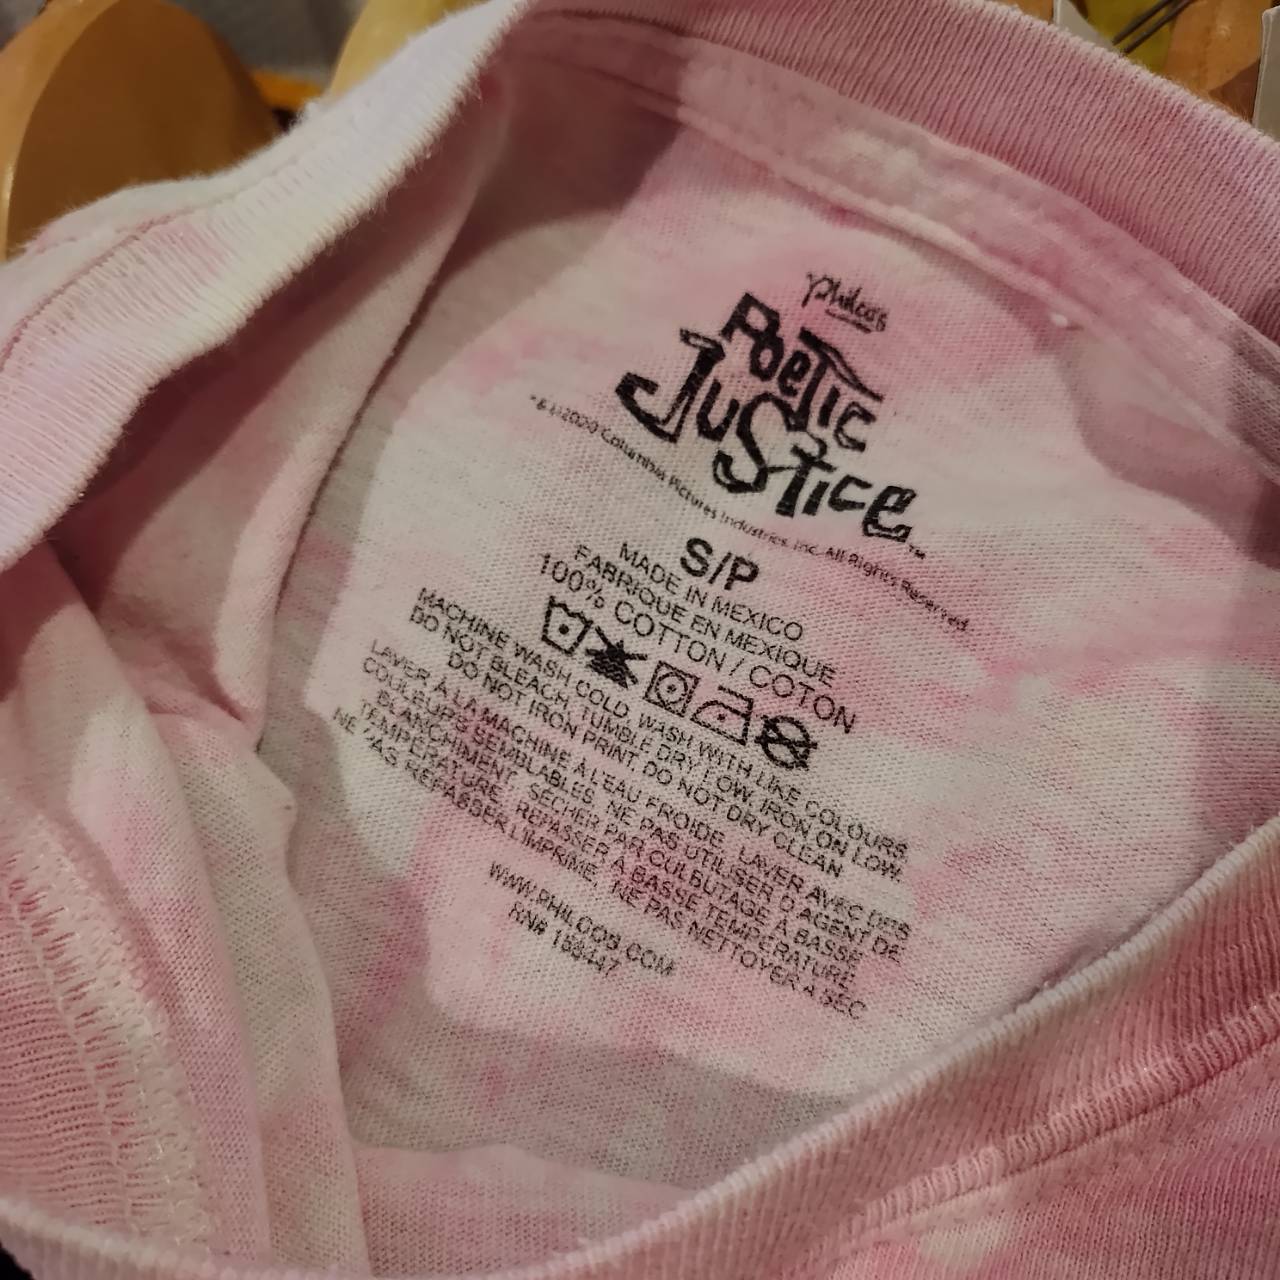 Philco's
Poetic
Justice™
™ & © 2020 Columbia Pictures Industries, Inc. All Rights Reserved.
S/P
MADE IN MEXICO
FABRIQUE EN MEXIQUE
100% COTTON / COTON
MACHINE WASH COLD, WASH WITH LIKE COLOURS,
DO NOT BLEACH, TUMBLE DRY LOW, IRON ON LOW,
DO NOT IRON PRINT, DO NOT DRY CLEAN
LAVER À LA MACHINE À L'EAU FROIDE, LAVER AVEC DES
COULEURS SEMBLABLES, NE PAS UTILISER D'AGENT DE
BLANCHIMENT, SÉCHER PAR CULBUTAGE À BASSE
TEMPÉRATURE, REPASSER À BASSE TEMPÉRATURE,
NE PAS REPASSER L'IMPRIMÉ, NE PAS NETTOYER À SEC
WWW.PHILCOS.COM
RN#